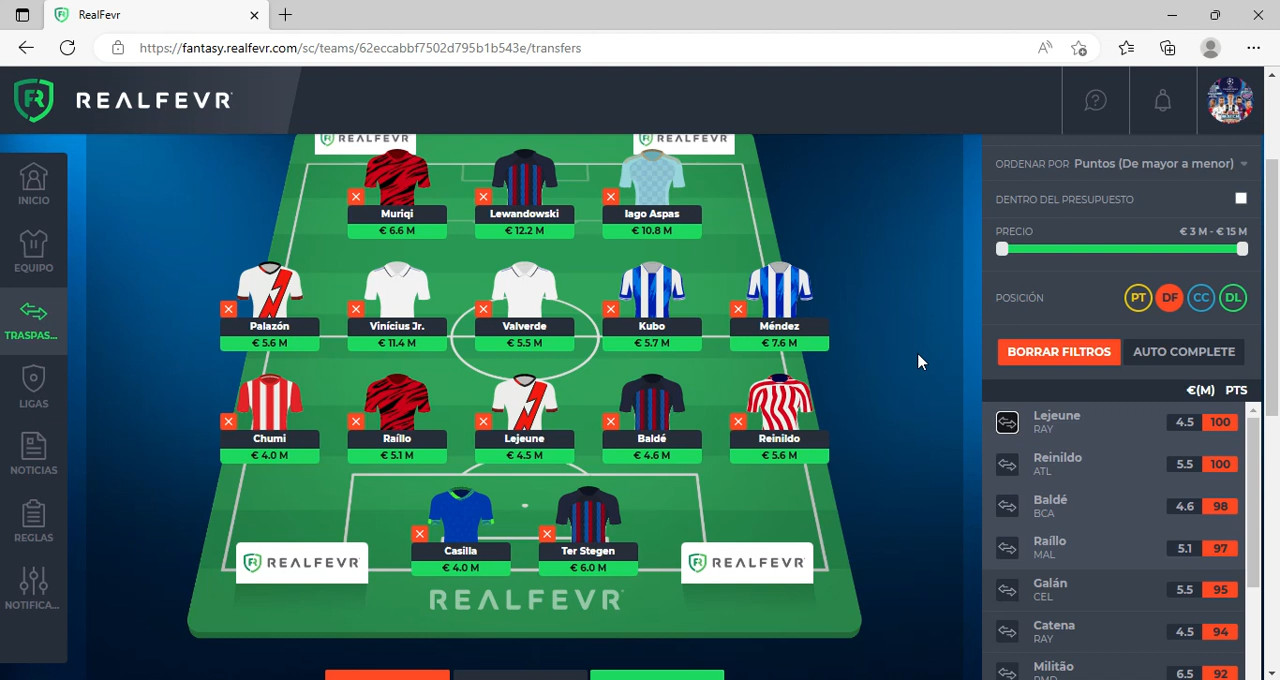 RealFevr
https://fantasy.realfevr.com/sc/teams/62eccabbf7502d795b1b543e/transfers
REALFEVR
REALFEVR REALFEVR
INICIO
EQUIPO
TRASPAS...
LIGAS
NOTICIAS
REGLAS
NOTIFICA...
Muriqi Lewandowski Iago Aspas
€ 6.6 M € 12.2 M € 10.8 M
Palazón Vinícius Jr. Valverde Kubo Méndez
€ 5.6 M € 11.4 M € 5.5 M € 5.7 M € 7.6 M
Chumi Raíllo Lejeune Baldé Reinildo
€ 4.0 M € 5.1 M € 4.5 M € 4.6 M € 5.6 M
Casilla Ter Stegen
€ 4.0 M € 6.0 M
REALFEVR REALFEVR
REALFEVR
ORDENAR POR Puntos (De mayor a menor)
DENTRO DEL PRESUPUESTO
PRECIO € 3 M - € 15 M
POSICIÓN PT DF CC DL
BORRAR FILTROS AUTO COMPLETE
€(M) PTS
Lejeune 4.5 100
RAY
Reinildo 5.5 100
ATL
Baldé 4.6 98
BCA
Raíllo 5.1 97
MAL
Galán 5.5 95
CEL
Catena 4.5 94
RAY
Militão 6.5 92